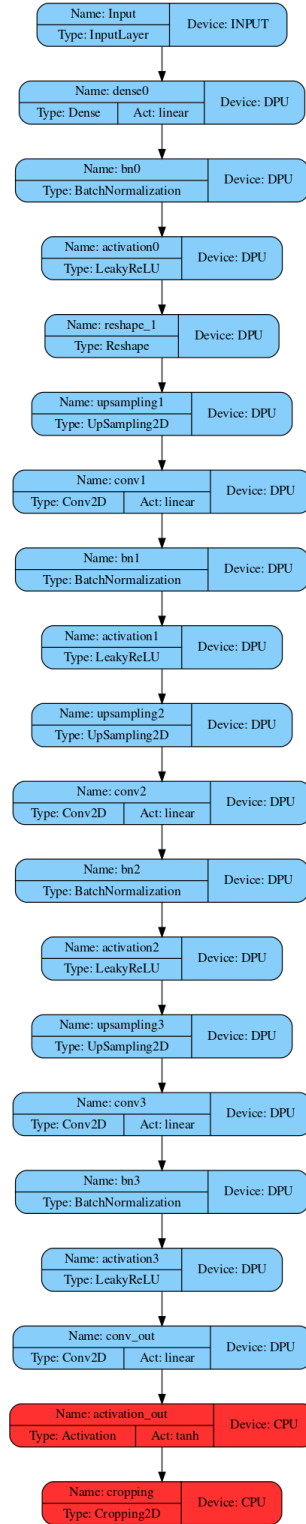 Name: Input
Type: InputLayer
Device: INPUT
Name: dense0
Type: Dense Act: linear
Device: DPU
Name: bn0
Type: BatchNormalization
Device: DPU
Name: activation0
Type: LeakyReLU
Device: DPU
Name: reshape_1
Type: Reshape
Device: DPU
Name: upsampling1
Type: UpSampling2D
Device: DPU
Name: conv1
Type: Conv2D Act: linear
Device: DPU
Name: bn1
Type: BatchNormalization
Device: DPU
Name: activation1
Type: LeakyReLU
Device: DPU
Name: upsampling2
Type: UpSampling2D
Device: DPU
Name: conv2
Type: Conv2D Act: linear
Device: DPU
Name: bn2
Type: BatchNormalization
Device: DPU
Name: activation2
Type: LeakyReLU
Device: DPU
Name: upsampling3
Type: UpSampling2D
Device: DPU
Name: conv3
Type: Conv2D Act: linear
Device: DPU
Name: bn3
Type: BatchNormalization
Device: DPU
Name: activation3
Type: LeakyReLU
Device: DPU
Name: conv_out
Type: Conv2D Act: linear
Device: DPU
Name: activation_out
Type: Activation Act: tanh
Device: CPU
Name: cropping
Type: Cropping2D
Device: CPU